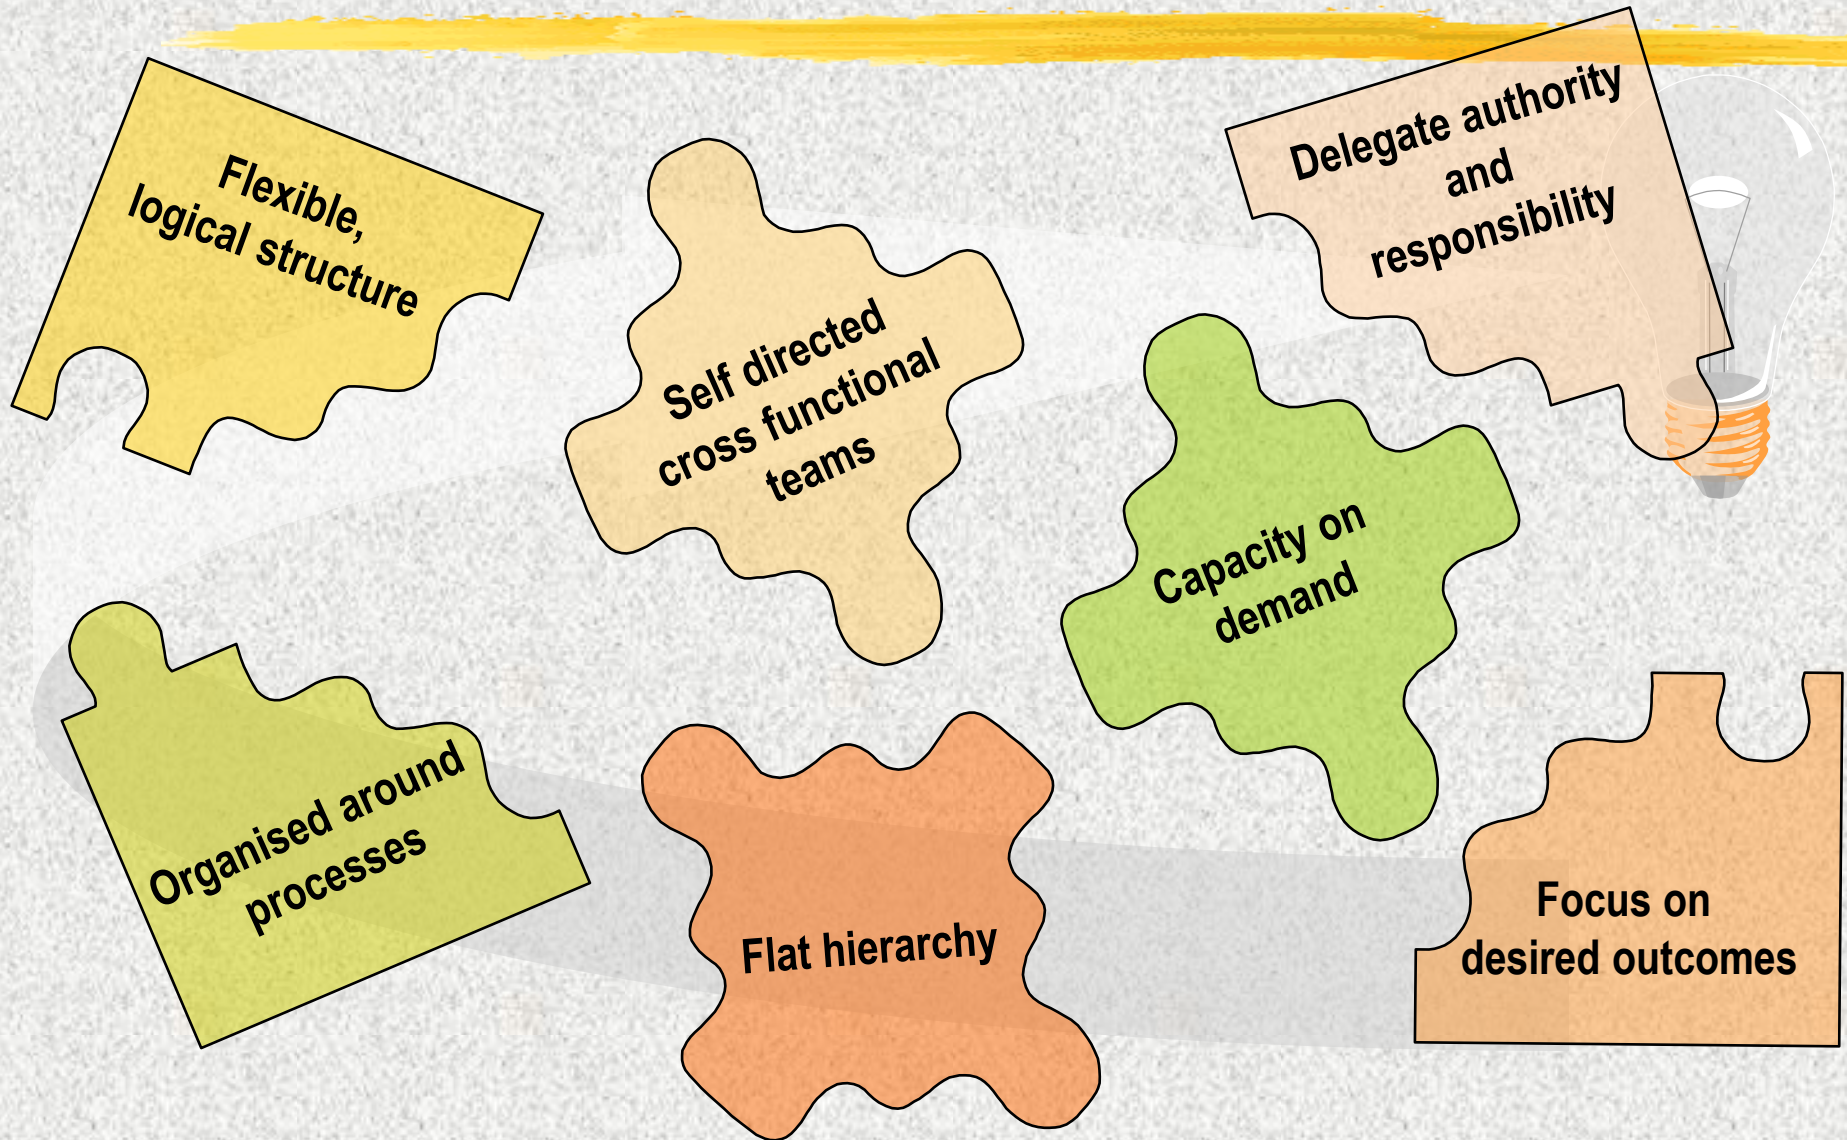 Flexible,
logical structure
Self directed
cross functional
teams
Delegate authority
and
responsibility
Capacity on
demand
Organised around
processes
Flat hierarchy
Focus on
desired outcomes